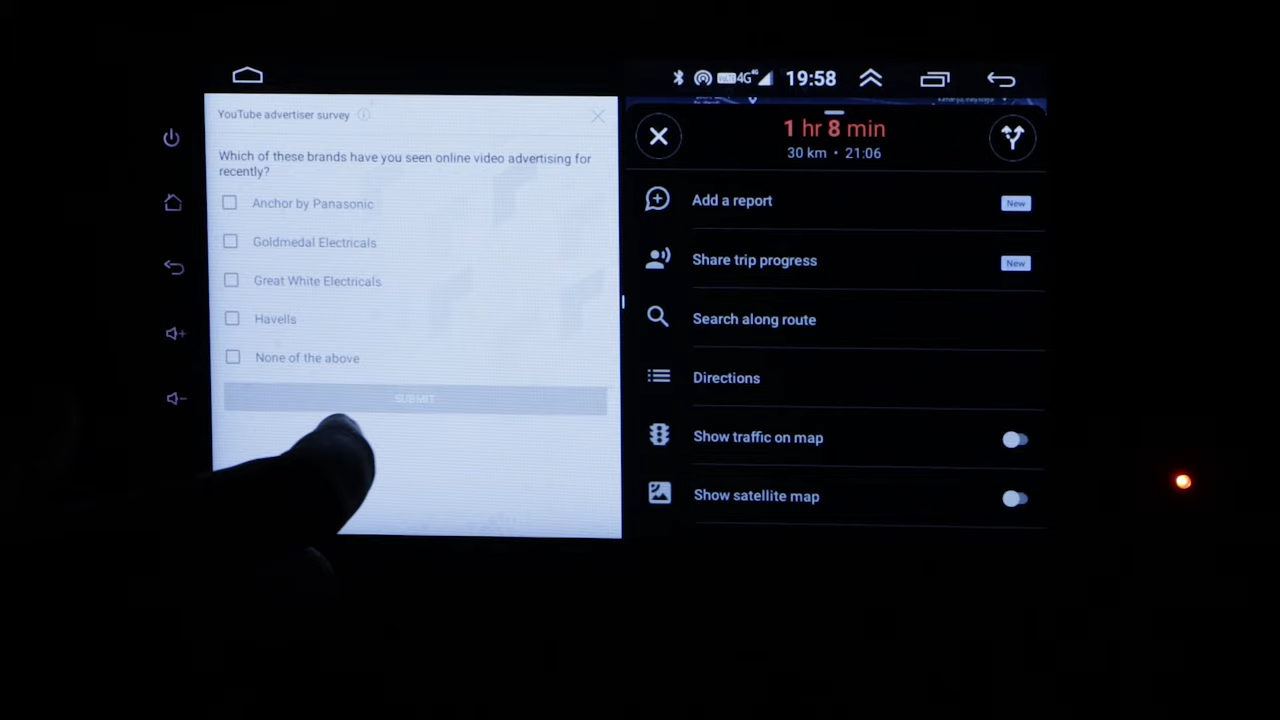 19:58
YouTube advertiser survey
Which of these brands have you seen online video advertising for
recently?
Anchor by Panasonic
Goldmedal Electricals
Great White Electricals
Havells
None of the above
SUBMIT
4G
1 hr 8 min
30 km • 21:06
Add a report
New
Share trip progress
New
Search along route
Directions
Show traffic on map
Show satellite map